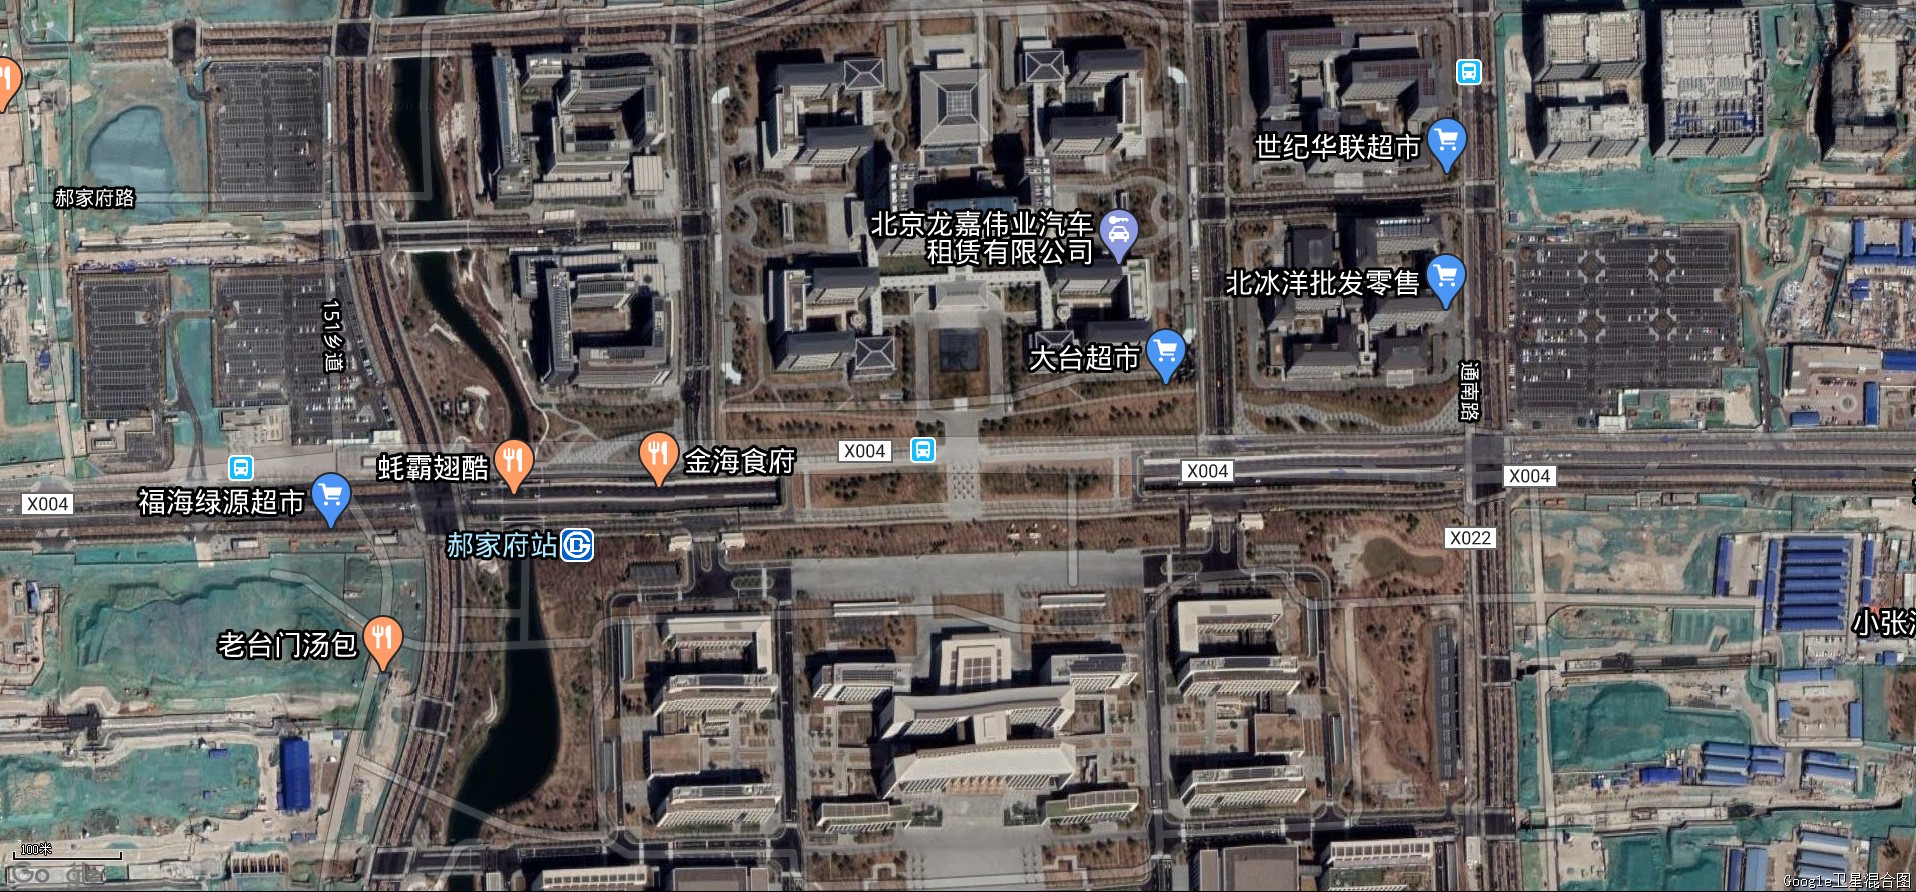 世纪华联超市
郝家府路
北京龙嘉伟业汽车
租赁有限公司
北冰洋批发零售
151乡道
大台超市
通南路
X004
金海食府
蚝霸翅酷
X004
X004
X004
福海绿源超市
郝家府站
X022
老台门汤包
小张
100米
Google卫星混合图